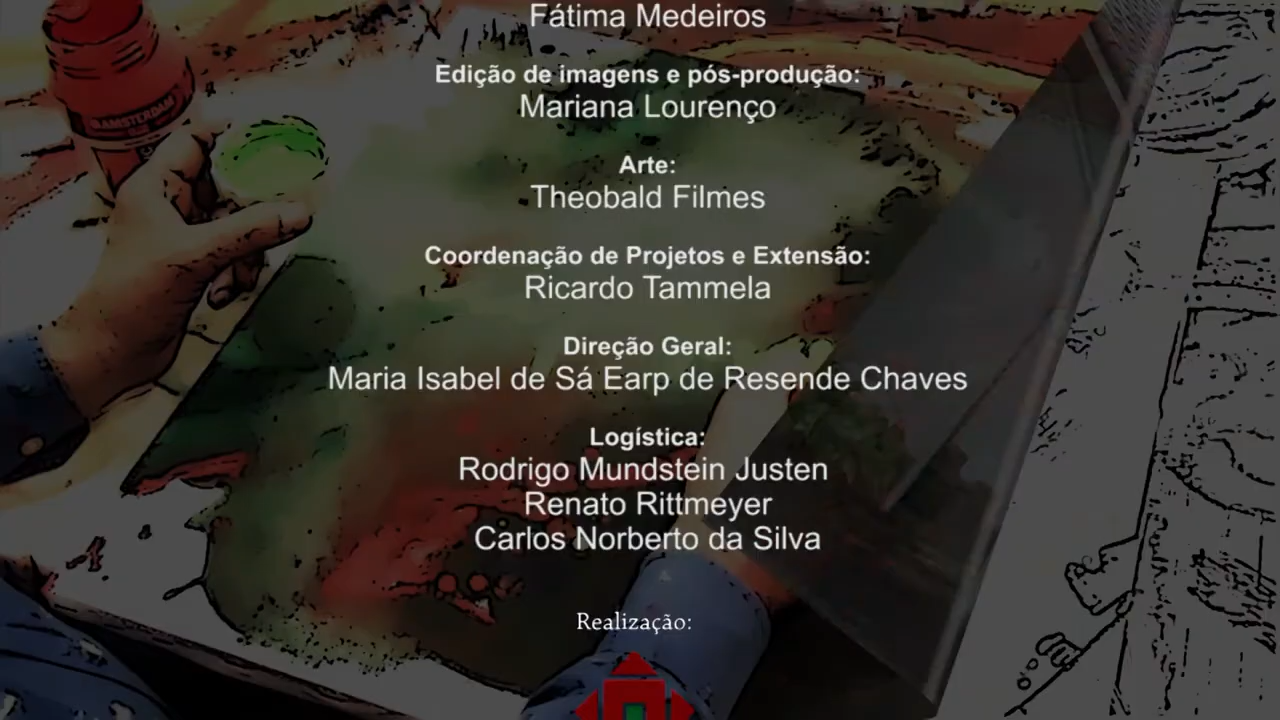 Fátima Medeiros
Edição de imagens e pós-produção:
Mariana Lourenço
Arte:
Theobald Filmes
Coordenação de Projetos e Extensão:
Ricardo Tammela
Direção Geral:
Maria Isabel de Sá Earp de Resende Chaves
Logística:
Rodrigo Mundstein Justen
Renato Rittmeyer
Carlos Norberto da Silva
Realização:
AMSTERDAM